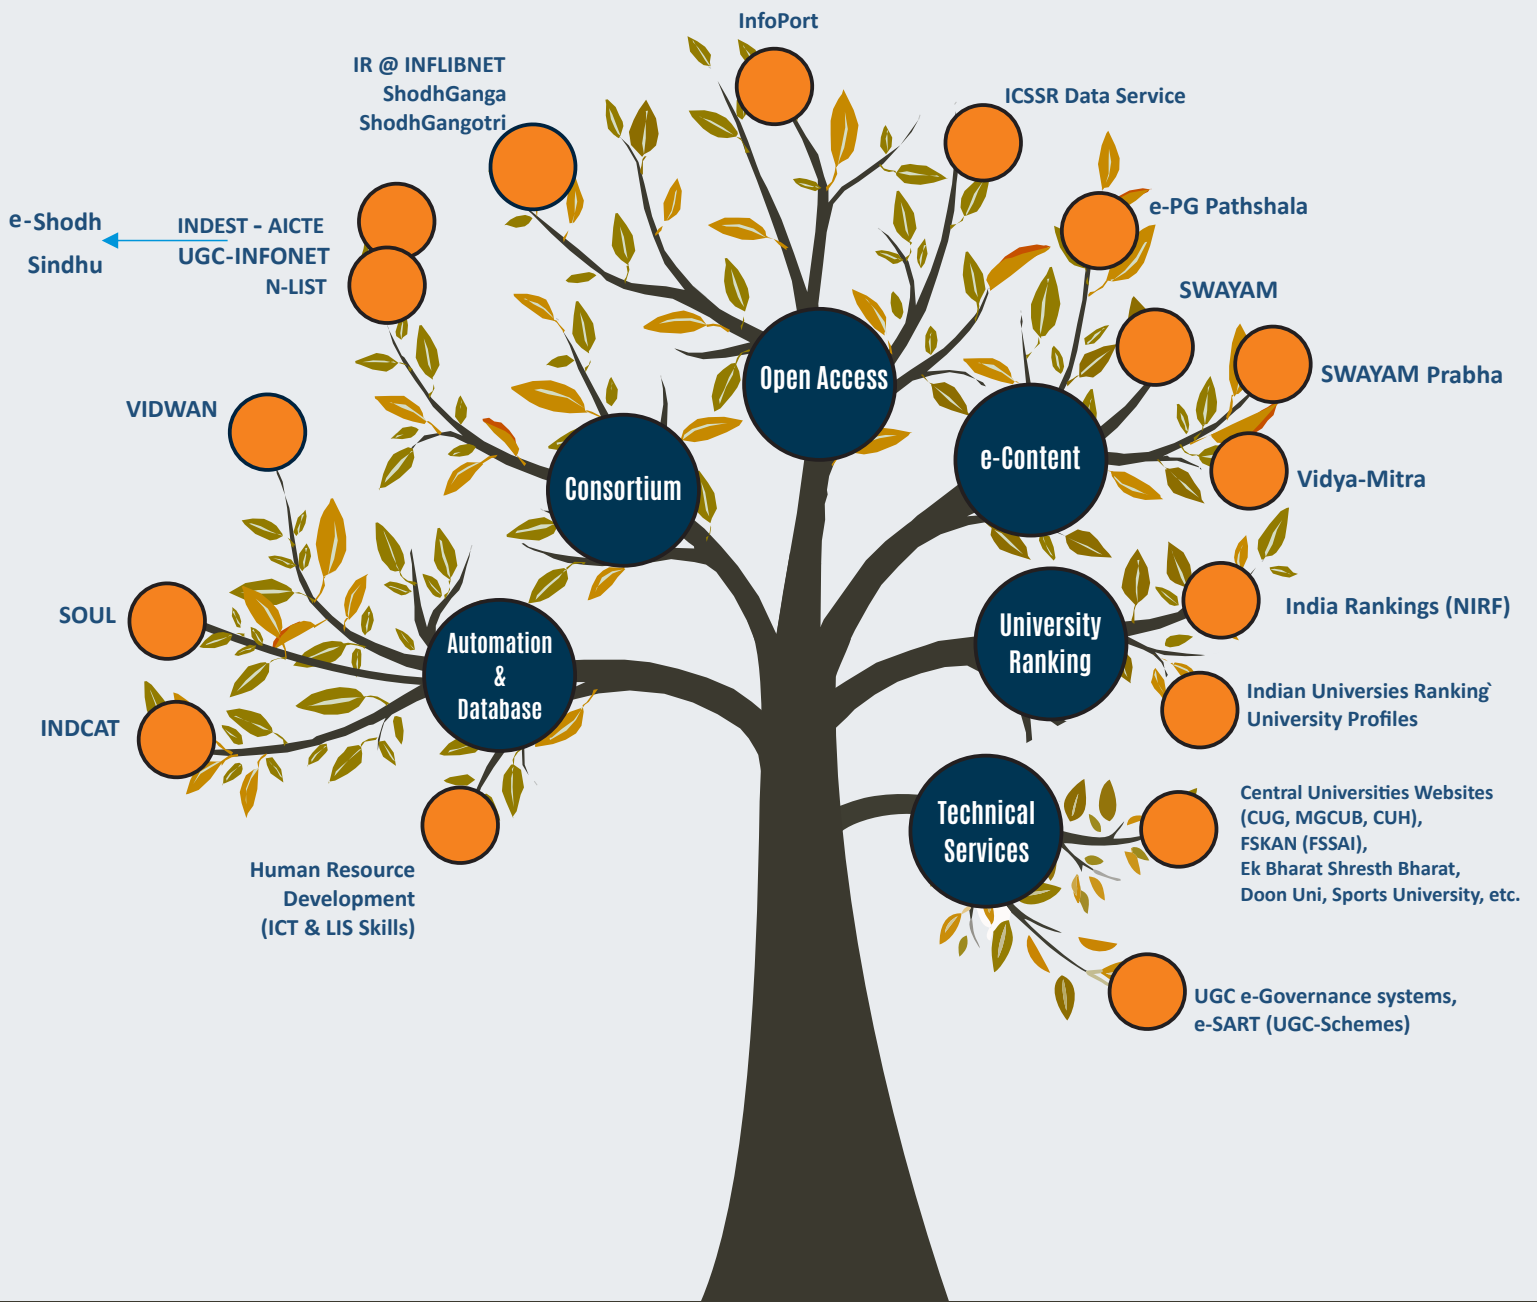 InfoPort
IR @ INFLIBNET
ShodhGanga
ShodhGangotri
ICSSR Data Service
e-PG Pathshala
e-Shodh
Sindhu
INDEST - AICTE
UGC-INFONET
N-LIST
SWAYAM
SWAYAM Prabha
Open Access
VIDWAN
e-Content
Consortium
Vidya-Mitra
SOUL
India Rankings (NIRF)
University
Ranking
Automation
&
Database
INDCAT
Indian Universies Ranking`
University Profiles
Technical
Services
Central Universities Websites
(CUG, MGCUB, CUH),
FSKAN (FSSAI),
Ek Bharat Shresth Bharat,
Doon Uni, Sports University, etc.
Human Resource
Development
(ICT & LIS Skills)
UGC e-Governance systems,
e-SART (UGC-Schemes)